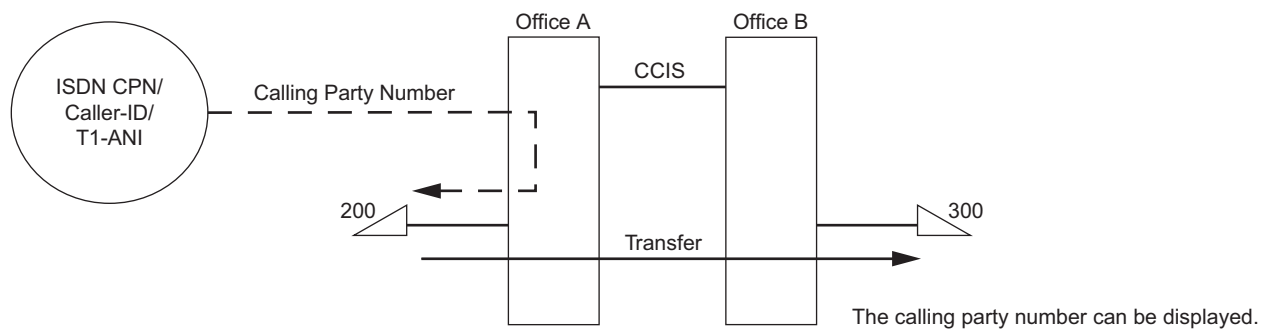 Office A
Office B
ISDN CPN/
Caller-ID/
T1-ANI
Calling Party Number
CCIS
200
300
Transfer
The calling party number can be displayed.